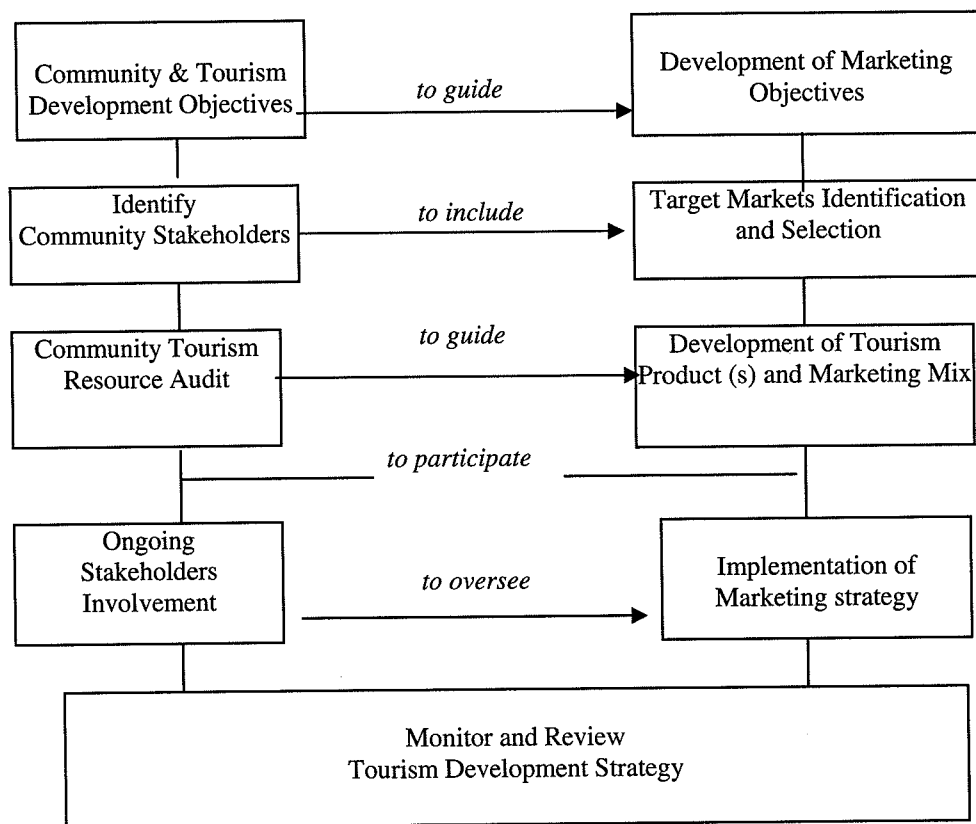 Community & Tourism
Development Objectives
to guide
Development of Marketing
Objectives
Identify
Community Stakeholders
to include
Target Markets Identification
and Selection
Community Tourism
Resource Audit
to guide
Development of Tourism
Product (s) and Marketing Mix
to participate
Ongoing
Stakeholders
Involvement
to oversee
Implementation of
Marketing strategy
Monitor and Review
Tourism Development Strategy